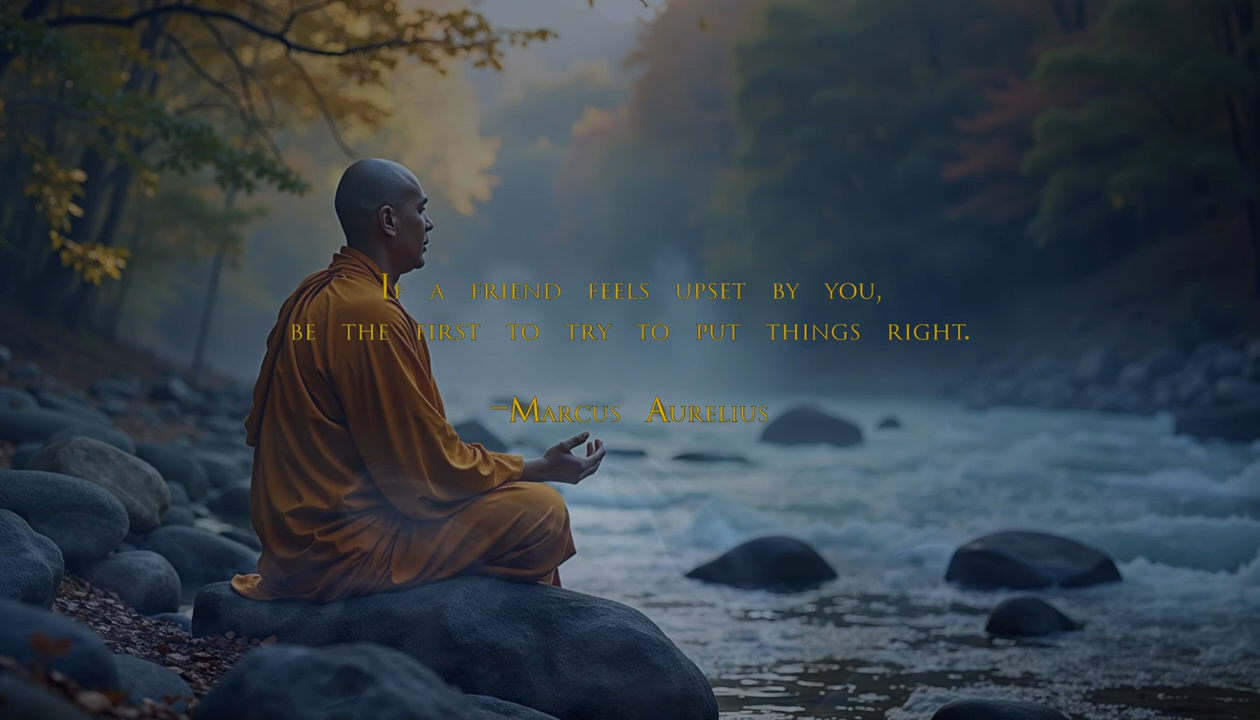 If a friend feels upset by you,
be the first to try to put things right.
-Marcus Aurelius